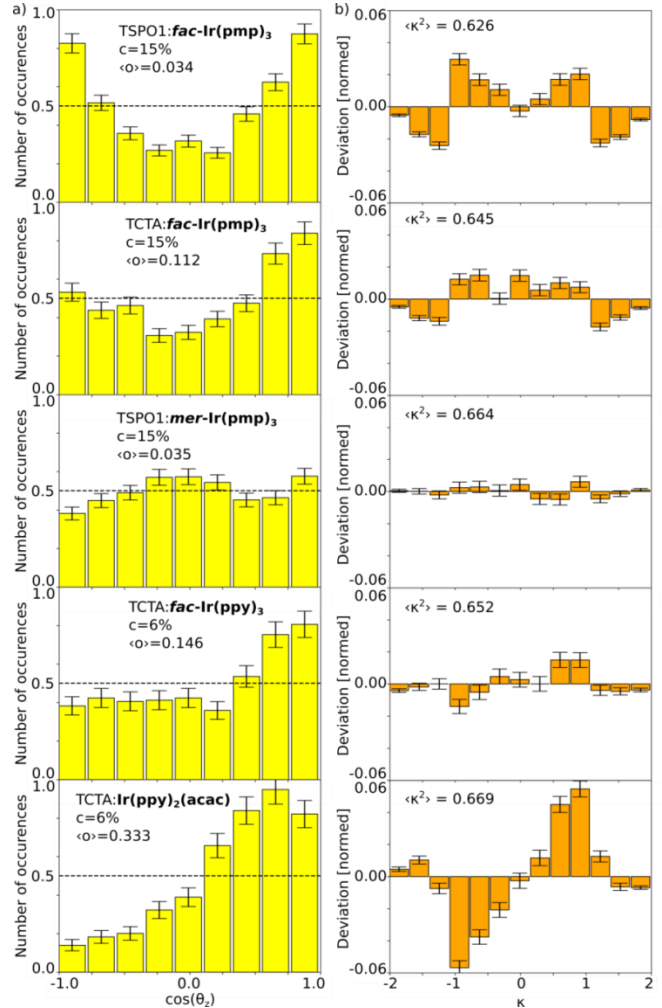 a)
Number of occurences
1.0
0.5
0.0
TSPO1:fac-Ir(pmp)₃
c=15%
‹o›=0.034
b)
Deviation [normed]
0.06
0.00
-0.06
‹κ²› = 0.626
Number of occurences
1.0
0.5
0.0
TCTA:fac-Ir(pmp)₃
c=15%
‹o›=0.112
Deviation [normed]
0.06
0.00
-0.06
‹κ²› = 0.645
Number of occurences
1.0
0.5
0.0
TSPO1:mer-Ir(pmp)₃
c=15%
‹o›=0.035
Deviation [normed]
0.06
0.00
-0.06
‹κ²› = 0.664
Number of occurences
1.0
0.5
0.0
TCTA:fac-Ir(ppy)₃
c=6%
‹o›=0.146
Deviation [normed]
0.06
0.00
-0.06
‹κ²› = 0.652
Number of occurences
1.0
0.5
0.0
TCTA:Ir(ppy)₂(acac)
c=6%
‹o›=0.333
-1.0 0.0 1.0
cos(θz)
Deviation [normed]
0.06
0.00
-0.06
‹κ²› = 0.669
-2 -1 0 1 2
κ